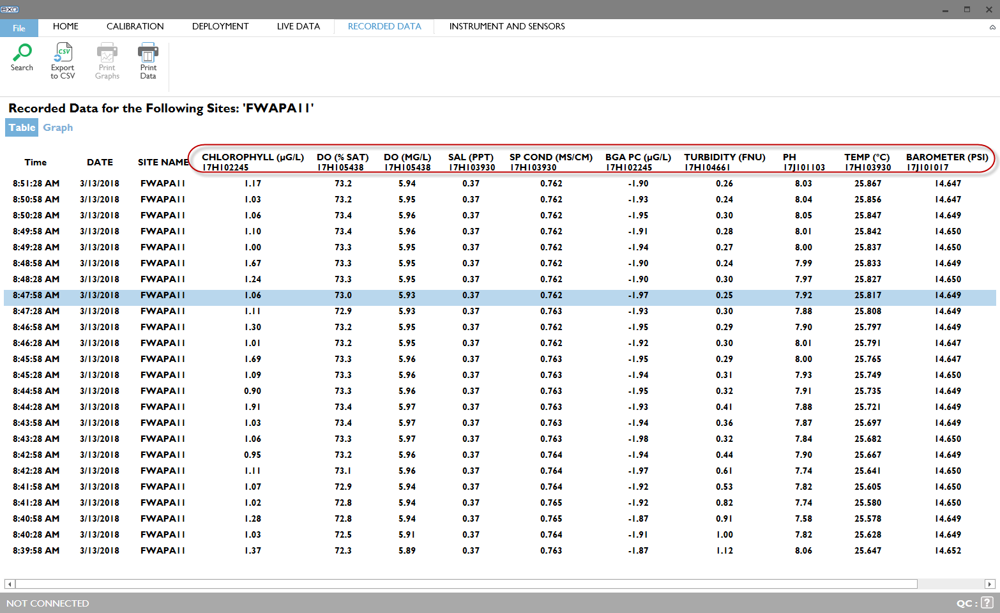 exo
File HOME CALIBRATION DEPLOYMENT LIVE DATA RECORDED DATA INSTRUMENT AND SENSORS
Search
CSV
Export
to CSV
Print
Graphs
Print
Data
Recorded Data for the Following Sites: 'FWAPA11'
Table Graph
Time DATE SITE NAME CHLOROPHYLL (µG/L) DO (% SAT) DO (MG/L) SAL (PPT) SP COND (MS/CM) BGA PC (µG/L) TURBIDITY (FNU) PH TEMP (°C) BAROMETER (PSI)
17H102245 17H105438 17H105438 17H103930 17H103930 17H102245 17H104661 17J101103 17H103930 17J101017
8:51:28 AM 3/13/2018 FWAPA11 1.17 73.2 5.94 0.37 0.762 -1.90 0.26 8.03 25.867 14.647
8:50:58 AM 3/13/2018 FWAPA11 1.03 73.2 5.95 0.37 0.762 -1.93 0.24 8.04 25.856 14.647
8:50:28 AM 3/13/2018 FWAPA11 1.06 73.4 5.96 0.37 0.762 -1.95 0.30 8.05 25.847 14.649
8:49:58 AM 3/13/2018 FWAPA11 1.10 73.4 5.96 0.37 0.762 -1.91 0.28 8.01 25.842 14.650
8:49:28 AM 3/13/2018 FWAPA11 1.00 73.3 5.95 0.37 0.762 -1.94 0.27 8.00 25.837 14.650
8:48:58 AM 3/13/2018 FWAPA11 1.67 73.3 5.95 0.37 0.762 -1.90 0.24 7.99 25.833 14.649
8:48:28 AM 3/13/2018 FWAPA11 1.24 73.3 5.95 0.37 0.762 -1.90 0.30 7.97 25.827 14.650
8:47:58 AM 3/13/2018 FWAPA11 1.06 73.0 5.93 0.37 0.762 -1.97 0.25 7.92 25.817 14.649
8:47:28 AM 3/13/2018 FWAPA11 1.11 72.9 5.93 0.37 0.763 -1.93 0.30 7.88 25.808 14.649
8:46:58 AM 3/13/2018 FWAPA11 1.30 73.2 5.95 0.37 0.762 -1.95 0.29 7.90 25.797 14.649
8:46:28 AM 3/13/2018 FWAPA11 1.01 73.2 5.95 0.37 0.762 -1.92 0.30 8.01 25.791 14.647
8:45:58 AM 3/13/2018 FWAPA11 1.69 73.3 5.96 0.37 0.763 -1.95 0.29 8.00 25.765 14.647
8:45:28 AM 3/13/2018 FWAPA11 1.09 73.3 5.96 0.37 0.763 -1.94 0.31 7.93 25.749 14.650
8:44:58 AM 3/13/2018 FWAPA11 0.90 73.3 5.96 0.37 0.763 -1.95 0.32 7.91 25.735 14.649
8:44:28 AM 3/13/2018 FWAPA11 1.91 73.4 5.97 0.37 0.763 -1.93 0.41 7.88 25.721 14.649
8:43:58 AM 3/13/2018 FWAPA11 1.03 73.4 5.97 0.37 0.763 -1.94 0.36 7.87 25.697 14.649
8:43:28 AM 3/13/2018 FWAPA11 1.06 73.3 5.97 0.37 0.763 -1.98 0.32 7.84 25.682 14.650
8:42:58 AM 3/13/2018 FWAPA11 0.95 73.2 5.96 0.37 0.764 -1.94 0.44 7.90 25.667 14.649
8:42:28 AM 3/13/2018 FWAPA11 1.11 73.1 5.96 0.37 0.764 -1.97 0.61 7.74 25.641 14.650
8:41:58 AM 3/13/2018 FWAPA11 1.07 72.9 5.94 0.37 0.764 -1.92 0.53 7.82 25.605 14.650
8:41:28 AM 3/13/2018 FWAPA11 1.02 72.8 5.94 0.37 0.765 -1.92 0.82 7.74 25.580 14.650
8:40:58 AM 3/13/2018 FWAPA11 1.28 72.8 5.94 0.37 0.765 -1.87 0.91 7.58 25.578 14.649
8:40:28 AM 3/13/2018 FWAPA11 1.03 72.5 5.91 0.37 0.764 -1.91 1.00 7.82 25.628 14.649
8:39:58 AM 3/13/2018 FWAPA11 1.37 72.3 5.89 0.37 0.763 -1.87 1.12 8.06 25.647 14.652
NOT CONNECTED QC : ?